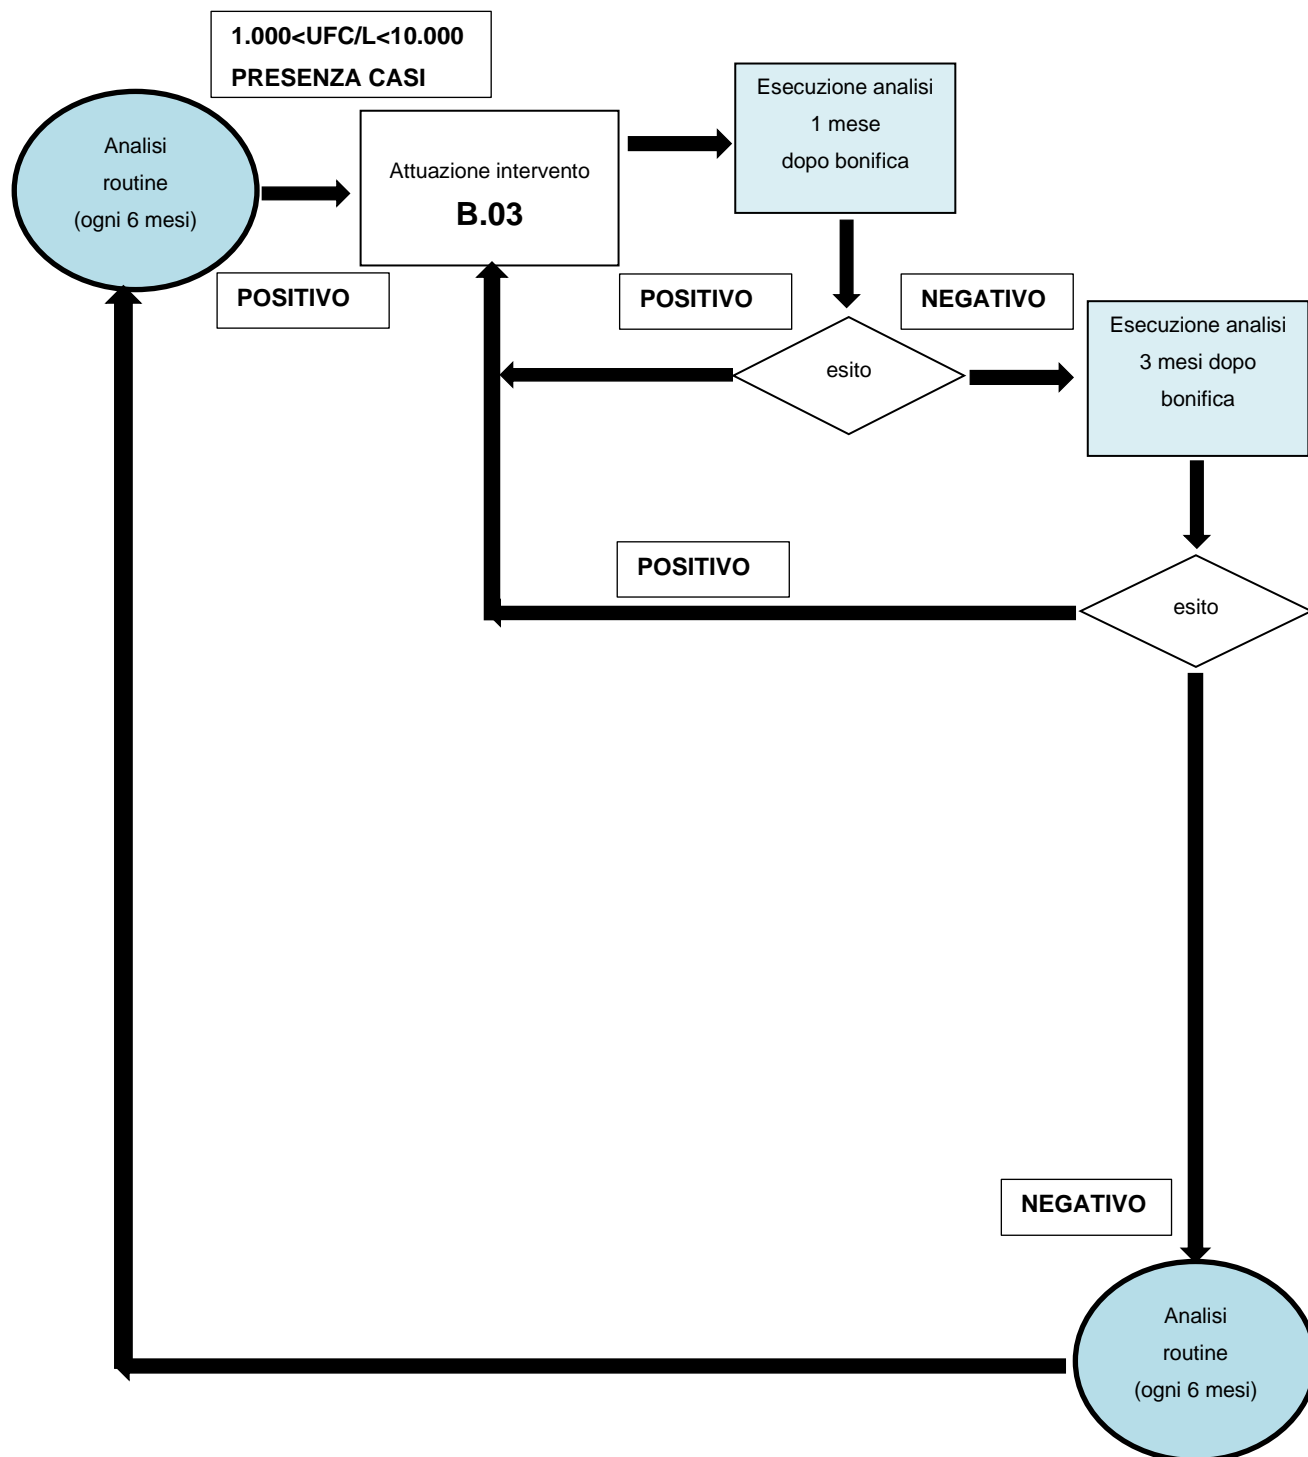 1.000<UFC/L<10.000
PRESENZA CASI
Analisi
routine
(ogni 6 mesi)
POSITIVO
Attuazione intervento
B.03
Esecuzione analisi
1 mese
dopo bonifica
POSITIVO
NEGATIVO
esito
Esecuzione analisi
3 mesi dopo
bonifica
POSITIVO
esito
NEGATIVO
Analisi
routine
(ogni 6 mesi)